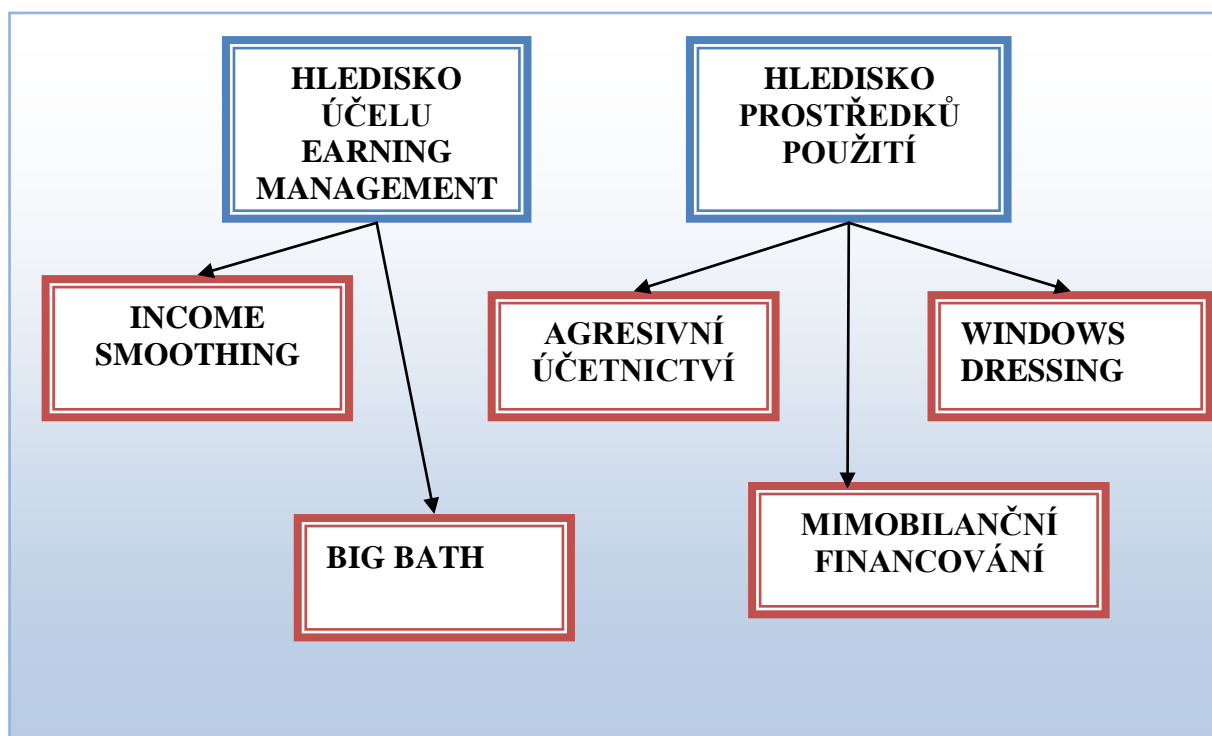 HLEDISKO
ÚČELU
EARNING
MANAGEMENT
HLEDISKO
PROSTŘEDKŮ
POUŽITÍ
INCOME
SMOOTHING
AGRESIVNÍ
ÚČETNICTVÍ
WINDOWS
DRESSING
BIG BATH
MIMOBILANČNÍ
FINANCOVÁNÍ